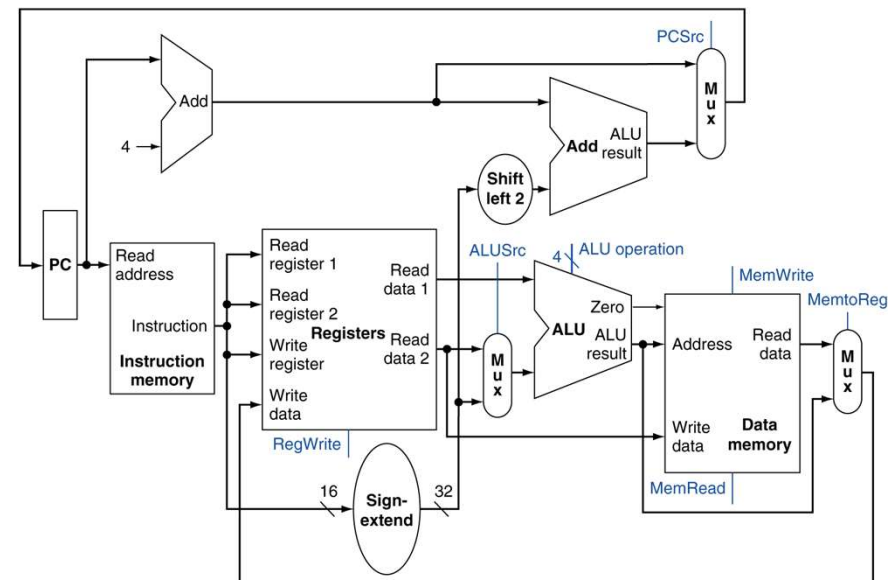 PCSrc
Add
4
Mux
Add
ALU
result
Shift
left 2
PC
Read
address
Instruction
Instruction
memory
Read
register 1
Read
register 2
Write
register
Write
data
Registers
Read
data 1
Read
data 2
RegWrite
16
Sign-
extend
32
ALUSrc
Mux
4
ALU operation
Zero
ALU
ALU
result
MemWrite
Address
Read
data
Write
data
Data
memory
MemRead
MemtoReg
Mux